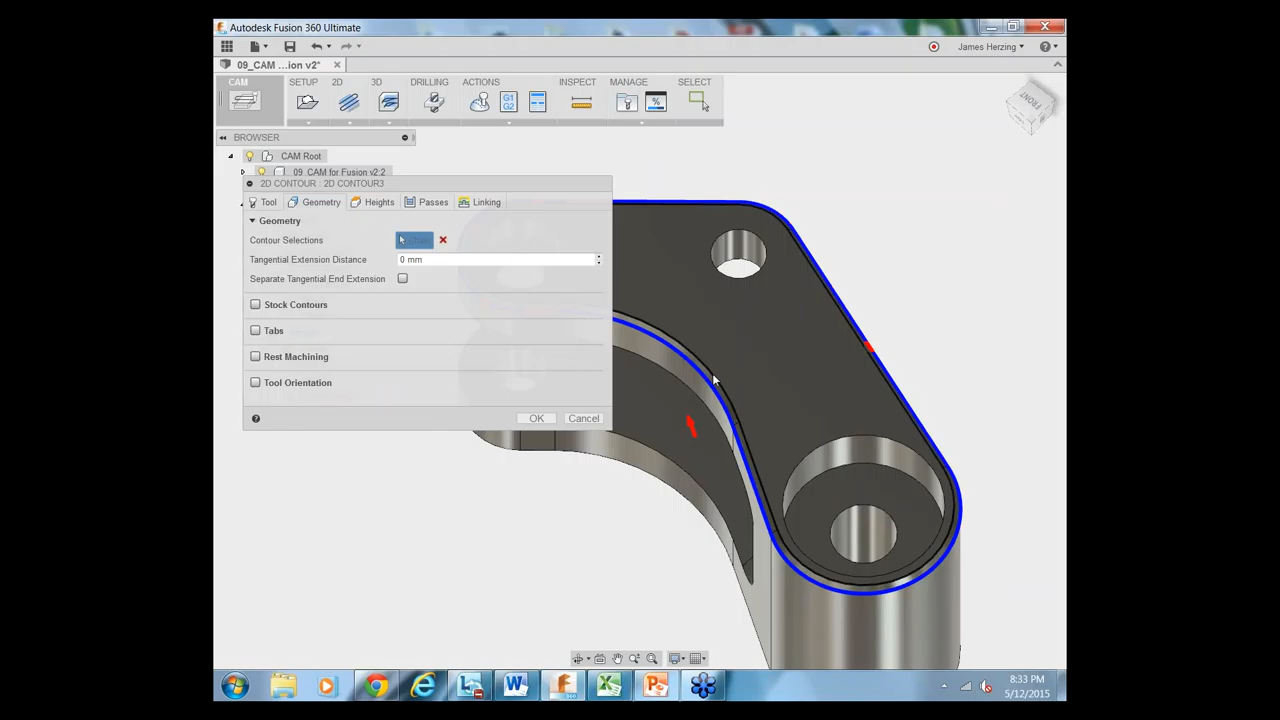 Autodesk Fusion 360 Ultimate
James Herzing
09_CAM ...ion v2*
CAM
SETUP
2D
3D
DRILLING
ACTIONS
INSPECT
MANAGE
SELECT
G1
G2
%
FRONT
BROWSER
CAM Root
09_CAM for Fusion v2.2
2D CONTOUR : 2D CONTOUR3
Tool
Geometry
Heights
Passes
Linking
Geometry
Contour Selections
Tangential Extension Distance
0 mm
Separate Tangential End Extension
Stock Contours
Tabs
Rest Machining
Tool Orientation
OK
Cancel
8:33 PM
5/12/2015